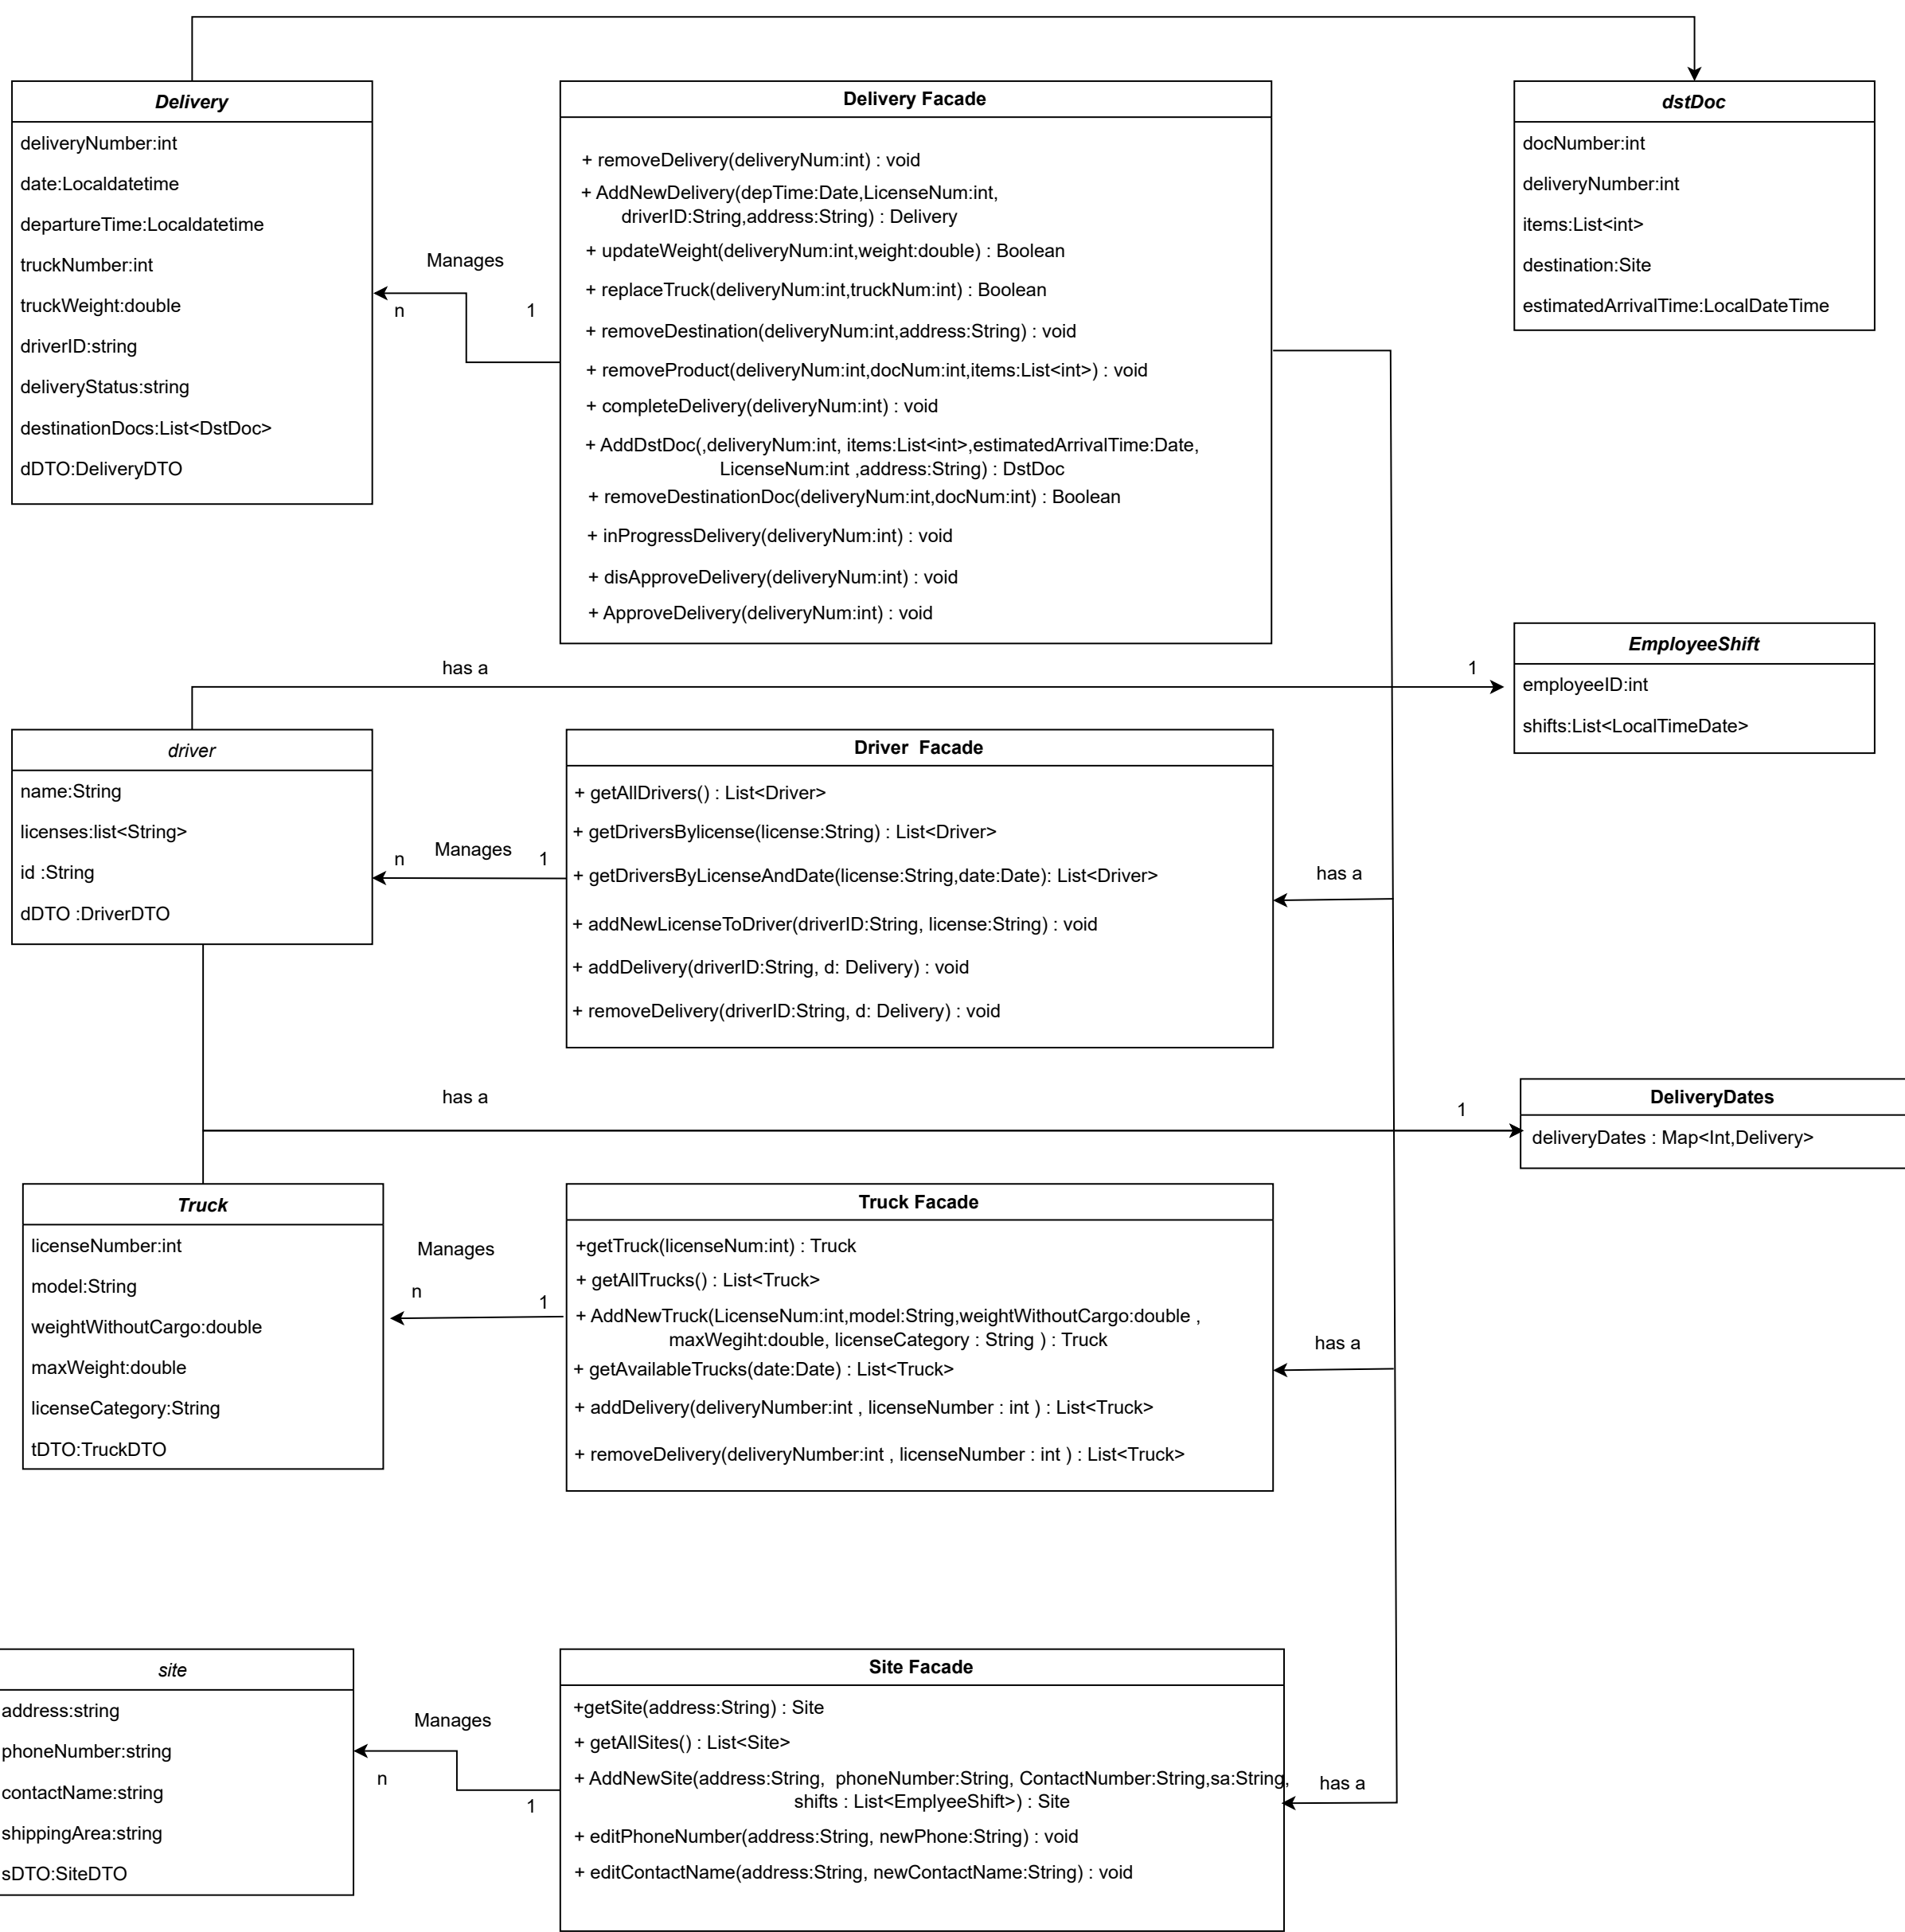 Delivery
deliveryNumber:int
date:Localdatetime
departureTime:Localdatetime
truckNumber:int
truckWeight:double
driverID:string
deliveryStatus:string
destinationDocs:List<DstDoc>
dDTO:DeliveryDTO
Manages
n
1
Delivery Facade
+ removeDelivery(deliveryNum:int) : void
+ AddNewDelivery(depTime:Date,LicenseNum:int,
driverID:String,address:String) : Delivery
+ updateWeight(deliveryNum:int,weight:double) : Boolean
+ replaceTruck(deliveryNum:int,truckNum:int) : Boolean
+ removeDestination(deliveryNum:int,address:String) : void
+ removeProduct(deliveryNum:int,docNum:int,items:List<int>) : void
+ completeDelivery(deliveryNum:int) : void
+ AddDstDoc(,deliveryNum:int, items:List<int>,estimatedArrivalTime:Date,
LicenseNum:int ,address:String) : DstDoc
+ removeDestinationDoc(deliveryNum:int,docNum:int) : Boolean
+ inProgressDelivery(deliveryNum:int) : void
+ disApproveDelivery(deliveryNum:int) : void
+ ApproveDelivery(deliveryNum:int) : void
dstDoc
docNumber:int
deliveryNumber:int
items:List<int>
destination:Site
estimatedArrivalTime:LocalDateTime
has a
1
EmployeeShift
employeeID:int
shifts:List<LocalTimeDate>
driver
name:String
licenses:list<String>
id :String
dDTO :DriverDTO
n
Manages
1
Driver  Facade
+ getAllDrivers() : List<Driver>
+ getDriversBylicense(license:String) : List<Driver>
+ getDriversByLicenseAndDate(license:String,date:Date): List<Driver>
+ addNewLicenseToDriver(driverID:String, license:String) : void
+ addDelivery(driverID:String, d: Delivery) : void
+ removeDelivery(driverID:String, d: Delivery) : void
has a
has a
1
DeliveryDates
deliveryDates : Map<Int,Delivery>
Truck
licenseNumber:int
model:String
weightWithoutCargo:double
maxWeight:double
licenseCategory:String
tDTO:TruckDTO
Manages
n
1
Truck Facade
+getTruck(licenseNum:int) : Truck
+ getAllTrucks() : List<Truck>
+ AddNewTruck(LicenseNum:int,model:String,weightWithoutCargo:double ,
maxWegiht:double, licenseCategory : String ) : Truck
+ getAvailableTrucks(date:Date) : List<Truck>
+ addDelivery(deliveryNumber:int , licenseNumber : int ) : List<Truck>
+ removeDelivery(deliveryNumber:int , licenseNumber : int ) : List<Truck>
has a
site
address:string
phoneNumber:string
contactName:string
shippingArea:string
sDTO:SiteDTO
Manages
n
1
Site Facade
+getSite(address:String) : Site
+ getAllSites() : List<Site>
+ AddNewSite(address:String,  phoneNumber:String, ContactNumber:String,sa:String,
shifts : List<EmplyeeShift>) : Site
+ editPhoneNumber(address:String, newPhone:String) : void
+ editContactName(address:String, newContactName:String) : void
has a